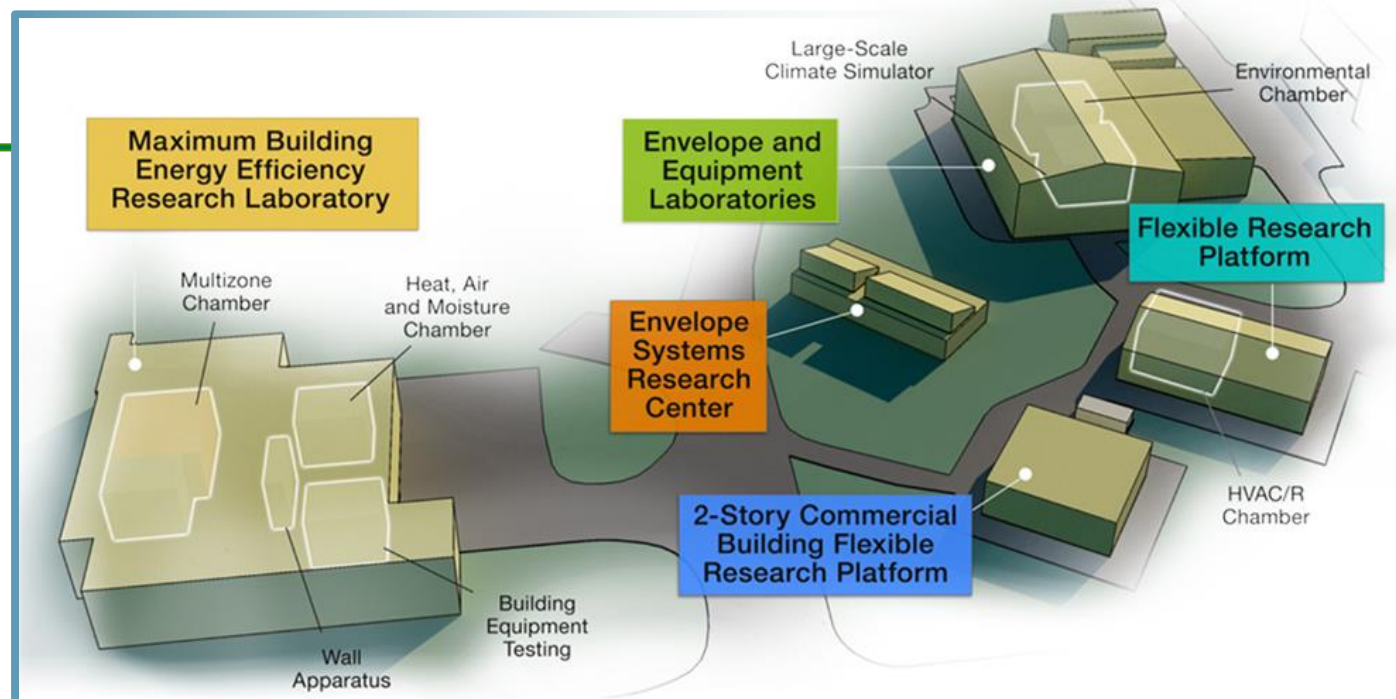 Large-Scale
Climate Simulator
Environmental
Chamber
Maximum Building
Energy Efficiency
Research Laboratory
Envelope and
Equipment
Laboratories
Flexible Research
Platform
Multizone
Chamber
Heat, Air
and Moisture
Chamber
Envelope
Systems
Research
Center
2-Story Commercial
Building Flexible
Research Platform
HVAC/R
Chamber
Building
Equipment
Testing
Wall
Apparatus